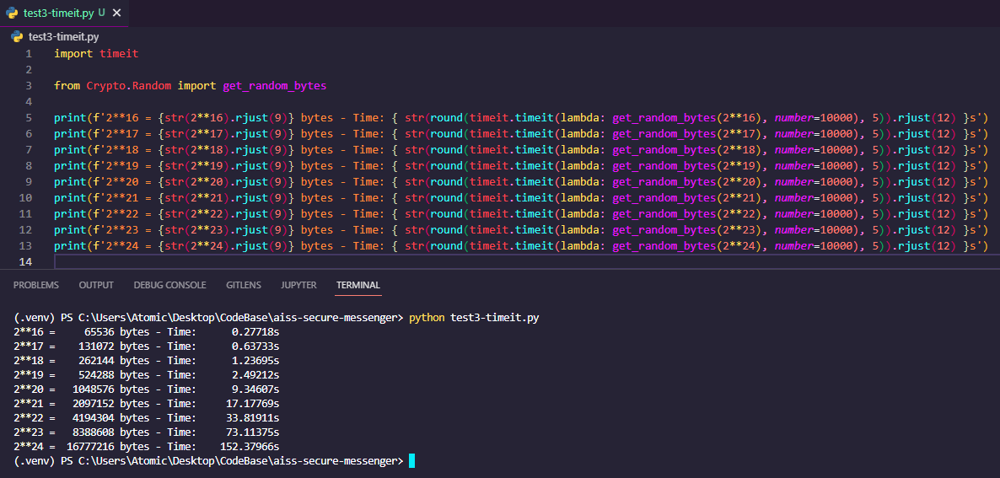 test3-timeit.py U
test3-timeit.py
1 import timeit
2
3 from Crypto.Random import get_random_bytes
4
5 print(f'2**16 = {str(2**16).rjust(9)} bytes - Time: { str(round(timeit.timeit(lambda: get_random_bytes(2**16), number=10000), 5)).rjust(12) }s')
6 print(f'2**17 = {str(2**17).rjust(9)} bytes - Time: { str(round(timeit.timeit(lambda: get_random_bytes(2**17), number=10000), 5)).rjust(12) }s')
7 print(f'2**18 = {str(2**18).rjust(9)} bytes - Time: { str(round(timeit.timeit(lambda: get_random_bytes(2**18), number=10000), 5)).rjust(12) }s')
8 print(f'2**19 = {str(2**19).rjust(9)} bytes - Time: { str(round(timeit.timeit(lambda: get_random_bytes(2**19), number=10000), 5)).rjust(12) }s')
9 print(f'2**20 = {str(2**20).rjust(9)} bytes - Time: { str(round(timeit.timeit(lambda: get_random_bytes(2**20), number=10000), 5)).rjust(12) }s')
10 print(f'2**21 = {str(2**21).rjust(9)} bytes - Time: { str(round(timeit.timeit(lambda: get_random_bytes(2**21), number=10000), 5)).rjust(12) }s')
11 print(f'2**22 = {str(2**22).rjust(9)} bytes - Time: { str(round(timeit.timeit(lambda: get_random_bytes(2**22), number=10000), 5)).rjust(12) }s')
12 print(f'2**23 = {str(2**23).rjust(9)} bytes - Time: { str(round(timeit.timeit(lambda: get_random_bytes(2**23), number=10000), 5)).rjust(12) }s')
13 print(f'2**24 = {str(2**24).rjust(9)} bytes - Time: { str(round(timeit.timeit(lambda: get_random_bytes(2**24), number=10000), 5)).rjust(12) }s')
14
PROBLEMS OUTPUT DEBUG CONSOLE GITLENS JUPYTER TERMINAL
(.venv) PS C:\Users\Atomic\Desktop\CodeBase\aiss-secure-messenger> python test3-timeit.py
2**16 =     65536 bytes - Time:      0.27718s
2**17 =    131072 bytes - Time:      0.63733s
2**18 =    262144 bytes - Time:      1.23695s
2**19 =    524288 bytes - Time:      2.49212s
2**20 =   1048576 bytes - Time:      9.34607s
2**21 =   2097152 bytes - Time:     17.17769s
2**22 =   4194304 bytes - Time:     33.81911s
2**23 =   8388608 bytes - Time:     73.11375s
2**24 =  16777216 bytes - Time:    152.37966s
(.venv) PS C:\Users\Atomic\Desktop\CodeBase\aiss-secure-messenger>